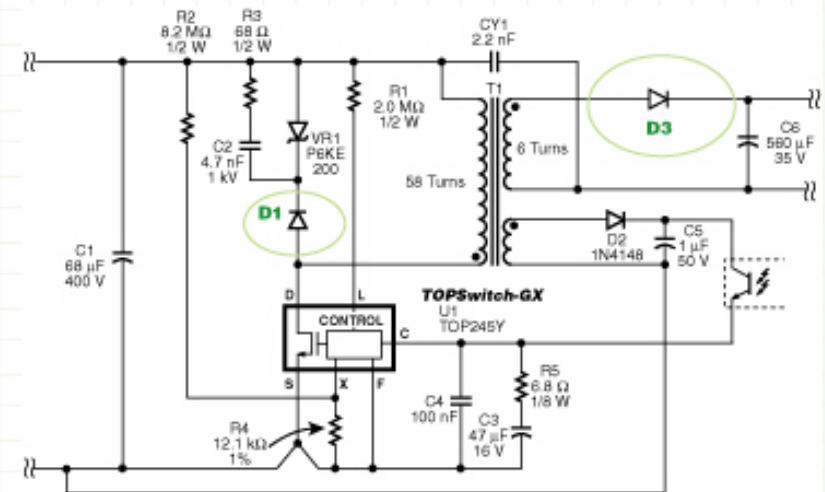 R2
8.2 MΩ
1/2 W
R3
68 Ω
1/2 W
CY1
2.2 nF
R1
2.0 MΩ
1/2 W
T1
D3
C6
560 µF
35 V
C2
4.7 nF
1 kV
VR1
P6KE
200
6 Turns
58 Turns
D1
C1
68 µF
400 V
D2
1N4148
C5
1 µF
50 V
D
L
TOPSwitch-GX
U1
TOP245Y
CONTROL
C
S
X
F
R4
12.1 kΩ
1%
C4
100 nF
R5
6.8 Ω
1/8 W
C3
47 µF
16 V